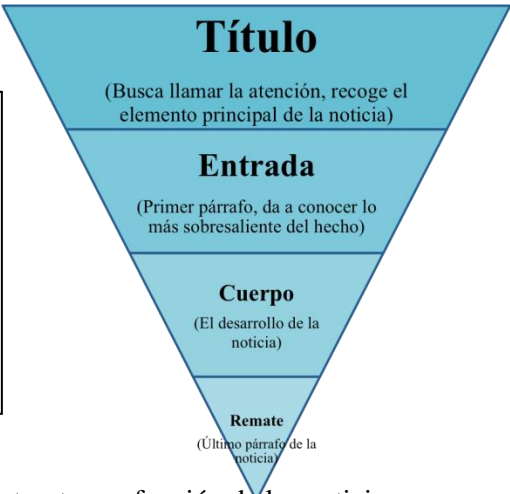 Título
(Busca llamar la atención, recoge el
elemento principal de la noticia)
Entrada
(Primer párrafo, da a conocer lo
más sobresaliente del hecho)
Cuerpo
(El desarrollo de la
noticia)
Remate
(Último párrafo de la
noticia)